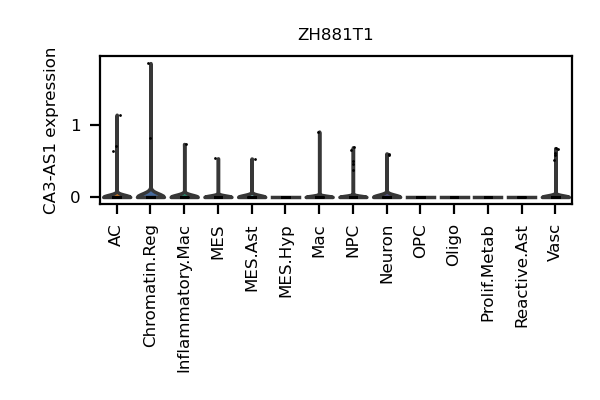 ZH881T1
CA3-AS1 expression
1
0
AC
Chromatin.Reg
Inflammatory.Mac
MES
MES.Ast
MES.Hyp
Mac
NPC
Neuron
OPC
Oligo
Prolif.Metab
Reactive.Ast
Vasc